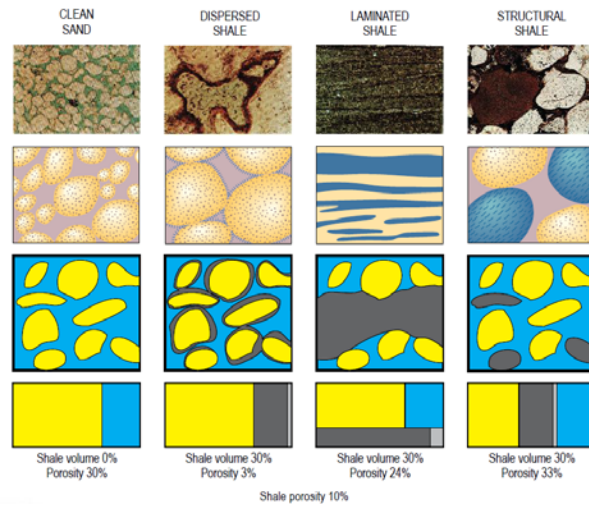 CLEAN
SAND
DISPERSED
SHALE
LAMINATED
SHALE
STRUCTURAL
SHALE
Shale volume 0%
Porosity 30%
Shale volume 30%
Porosity 3%
Shale volume 30%
Porosity 24%
Shale volume 30%
Porosity 33%
Shale porosity 10%